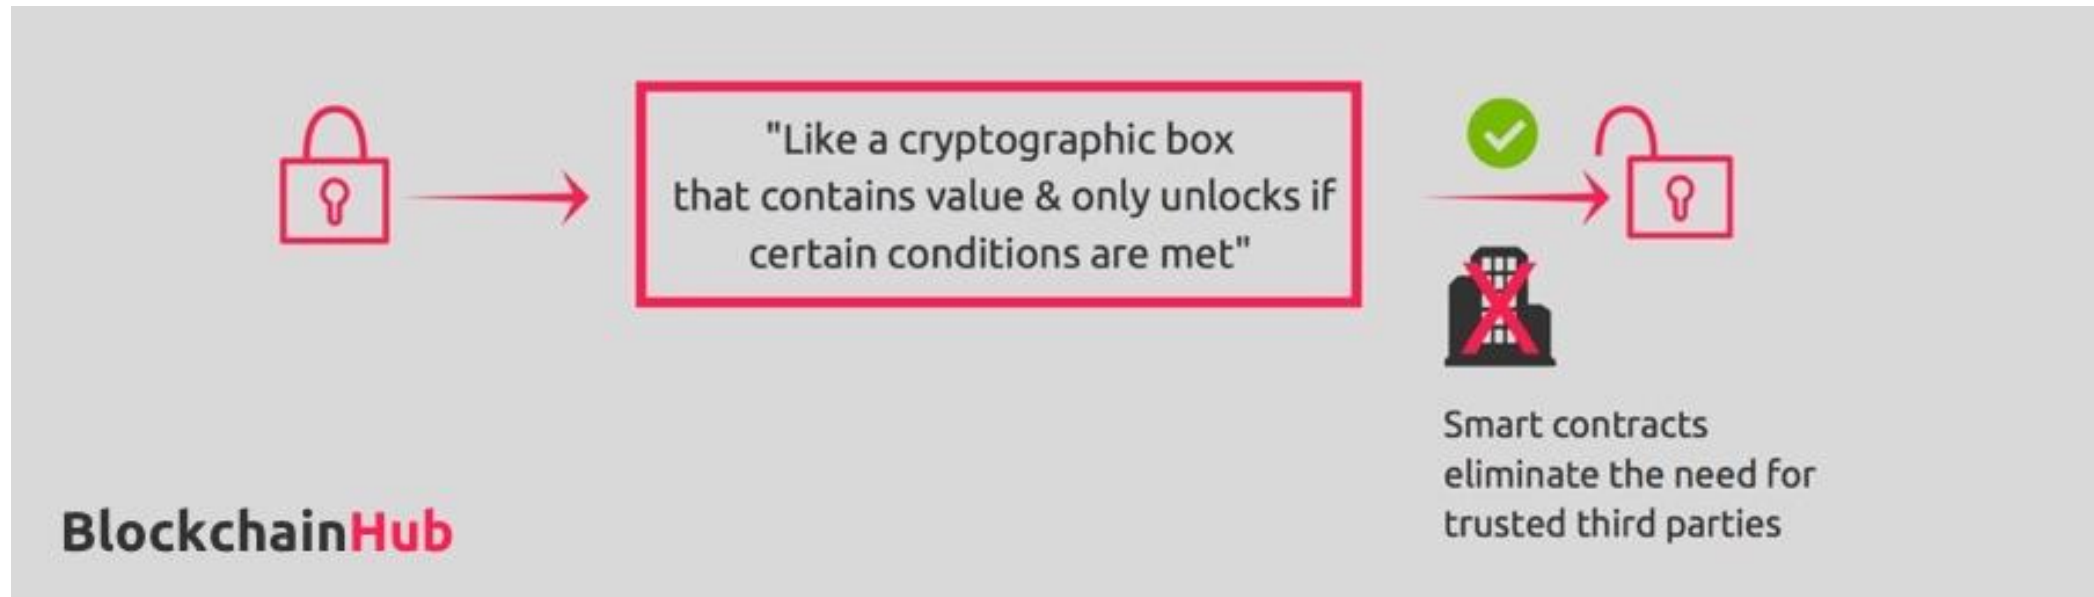 "Like a cryptographic box
that contains value & only unlocks if
certain conditions are met"
Smart contracts
eliminate the need for
trusted third parties
BlockchainHub